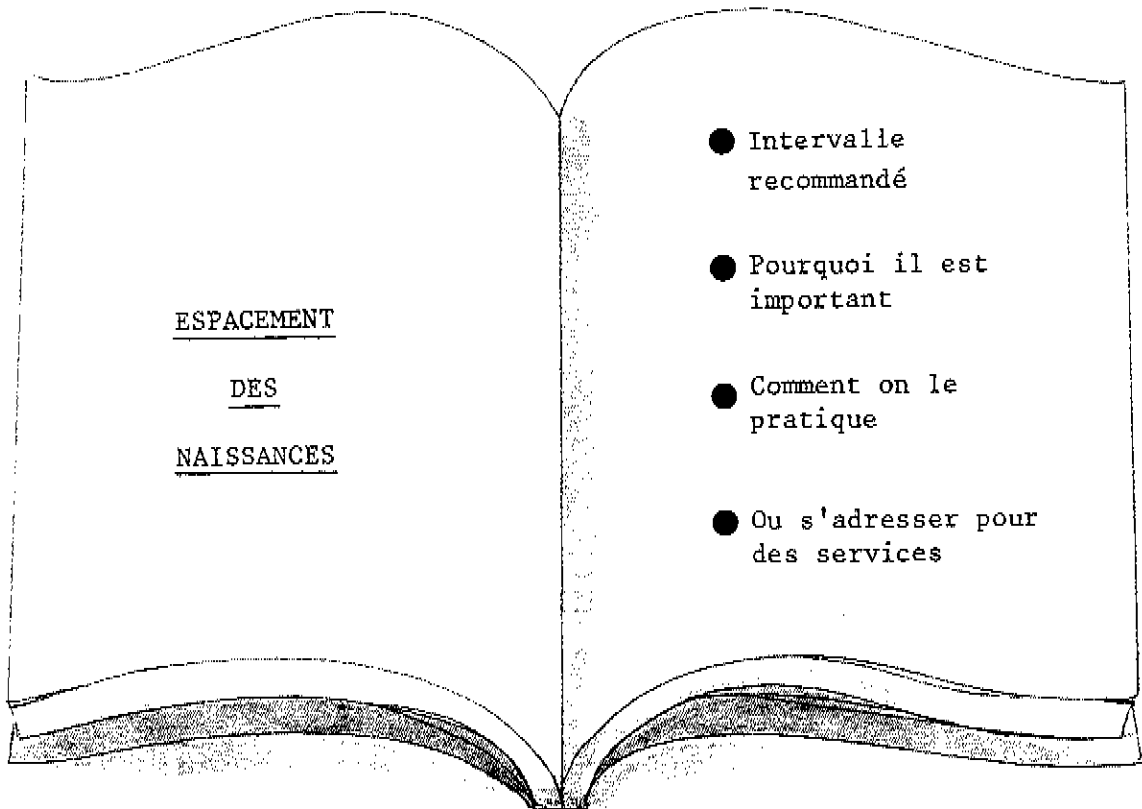 ESPACEMENT
DES
NAISSANCES
● Intervalle
recommandé
● Pourquoi il est
important
● Comment on le
pratique
● Ou s'adresser pour
des services